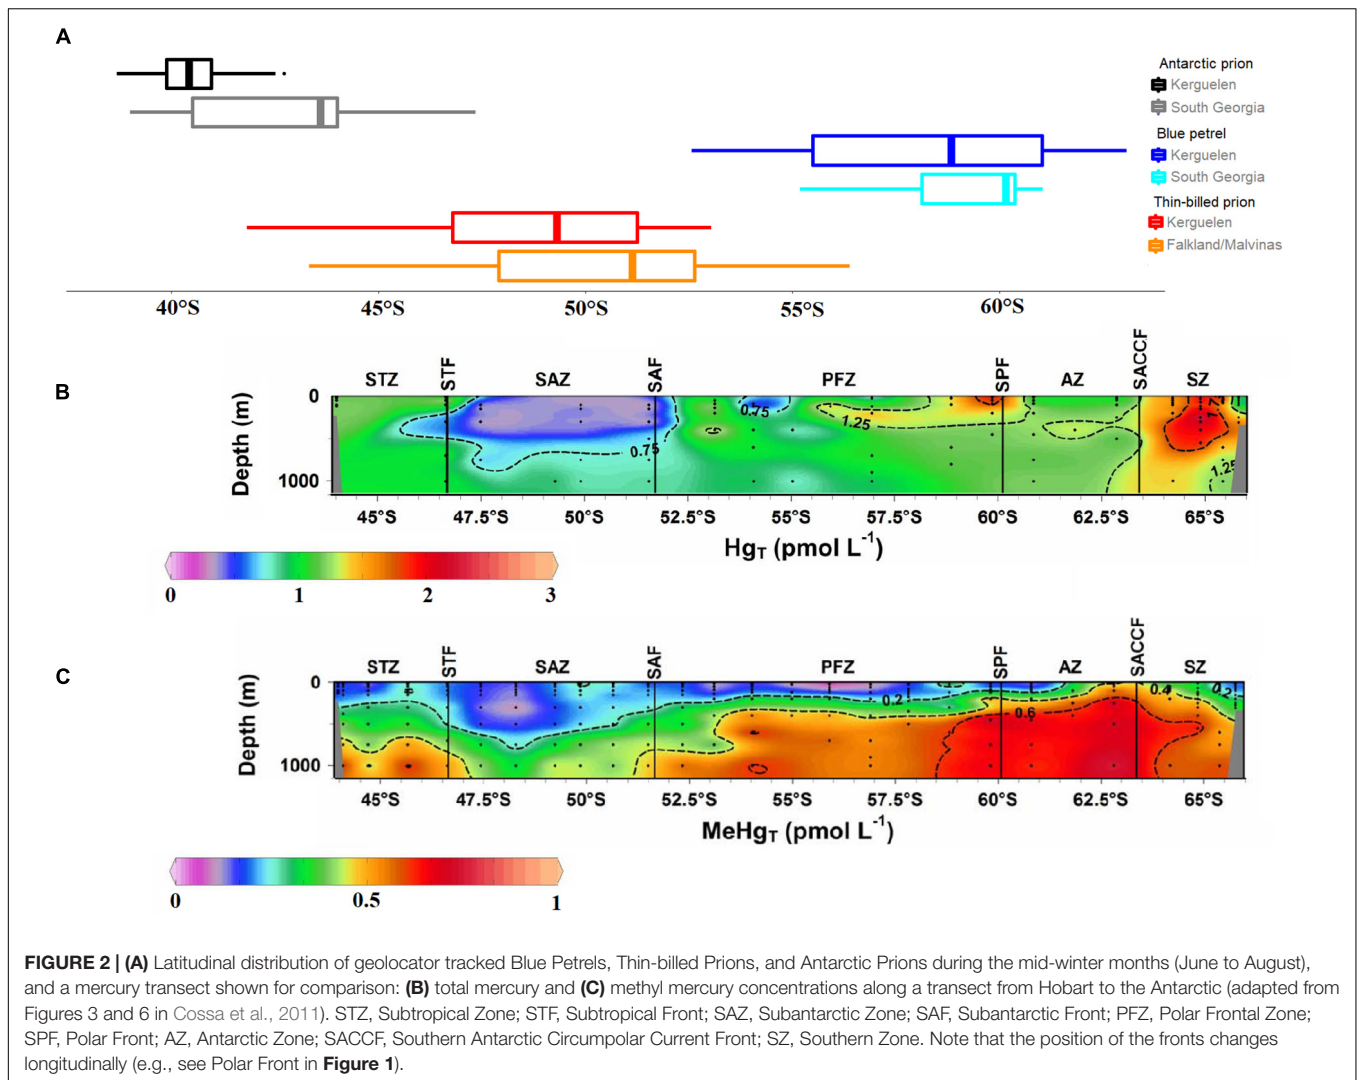 A
Antarctic prion
Kerguelen
South Georgia
Blue petrel
Kerguelen
South Georgia
Thin-billed prion
Kerguelen
Falkland/Malvinas
40°S 45°S 50°S 55°S 60°S
B
STZ STF SAZ SAF PFZ SPF AZ SACCF SZ
Depth (m)
0
1000
0.75 0.75 1.25 1.25
45°S 47.5°S 50°S 52.5°S 55°S 57.5°S 60°S 62.5°S 65°S
HgT (pmol L-1)
0 1 2 3
C
STZ STF SAZ SAF PFZ SPF AZ SACCF SZ
Depth (m)
0
1000
0.2 0.6 0.4 0.2
45°S 47.5°S 50°S 52.5°S 55°S 57.5°S 60°S 62.5°S 65°S
MeHgT (pmol L-1)
0 0.5 1
FIGURE 2 | (A) Latitudinal distribution of geolocator tracked Blue Petrels, Thin-billed Prions, and Antarctic Prions during the mid-winter months (June to August),
and a mercury transect shown for comparison: (B) total mercury and (C) methyl mercury concentrations along a transect from Hobart to the Antarctic (adapted from
Figures 3 and 6 in Cossa et al., 2011). STZ, Subtropical Zone; STF, Subtropical Front; SAZ, Subantarctic Zone; SAF, Subantarctic Front; PFZ, Polar Frontal Zone;
SPF, Polar Front; AZ, Antarctic Zone; SACCF, Southern Antarctic Circumpolar Current Front; SZ, Southern Zone. Note that the position of the fronts changes
longitudinally (e.g., see Polar Front in Figure 1).